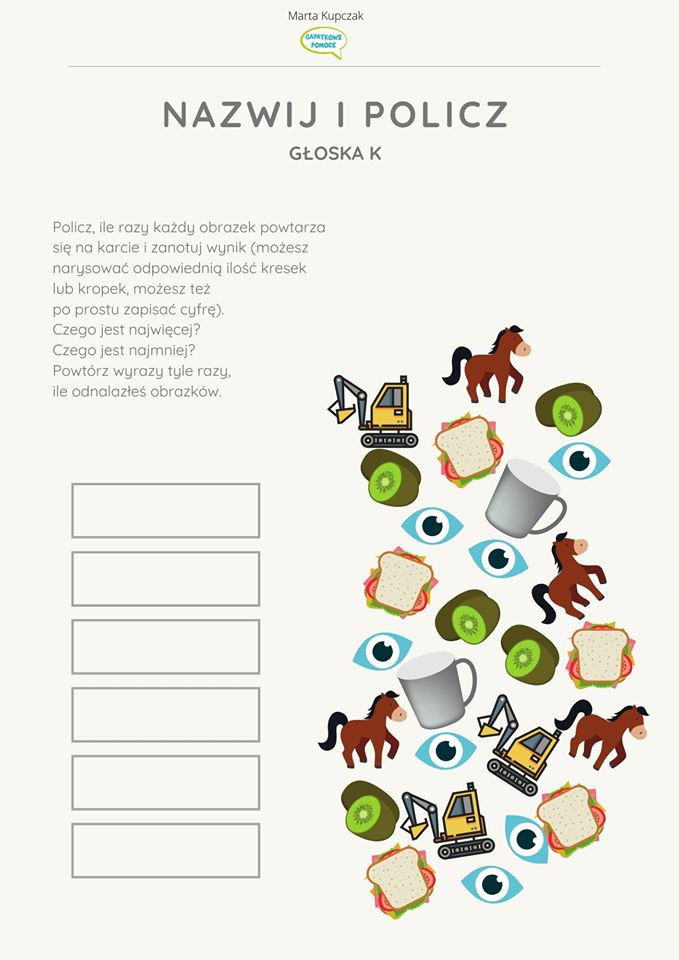 Marta Kupczak
GAPATKOWE
POMOCE
NAZWIJ I POLICZ
GŁOSKA K
Policz, ile razy każdy obrazek powtarza
się na karcie i zanotuj wynik (możesz
narysować odpowiednią ilość kresek
lub kropek, możesz też
po prostu zapisać cyfrę).
Czego jest najwięcej?
Czego jest najmniej?
Powtórz wyrazy tyle razy,
ile odnalazłeś obrazków.